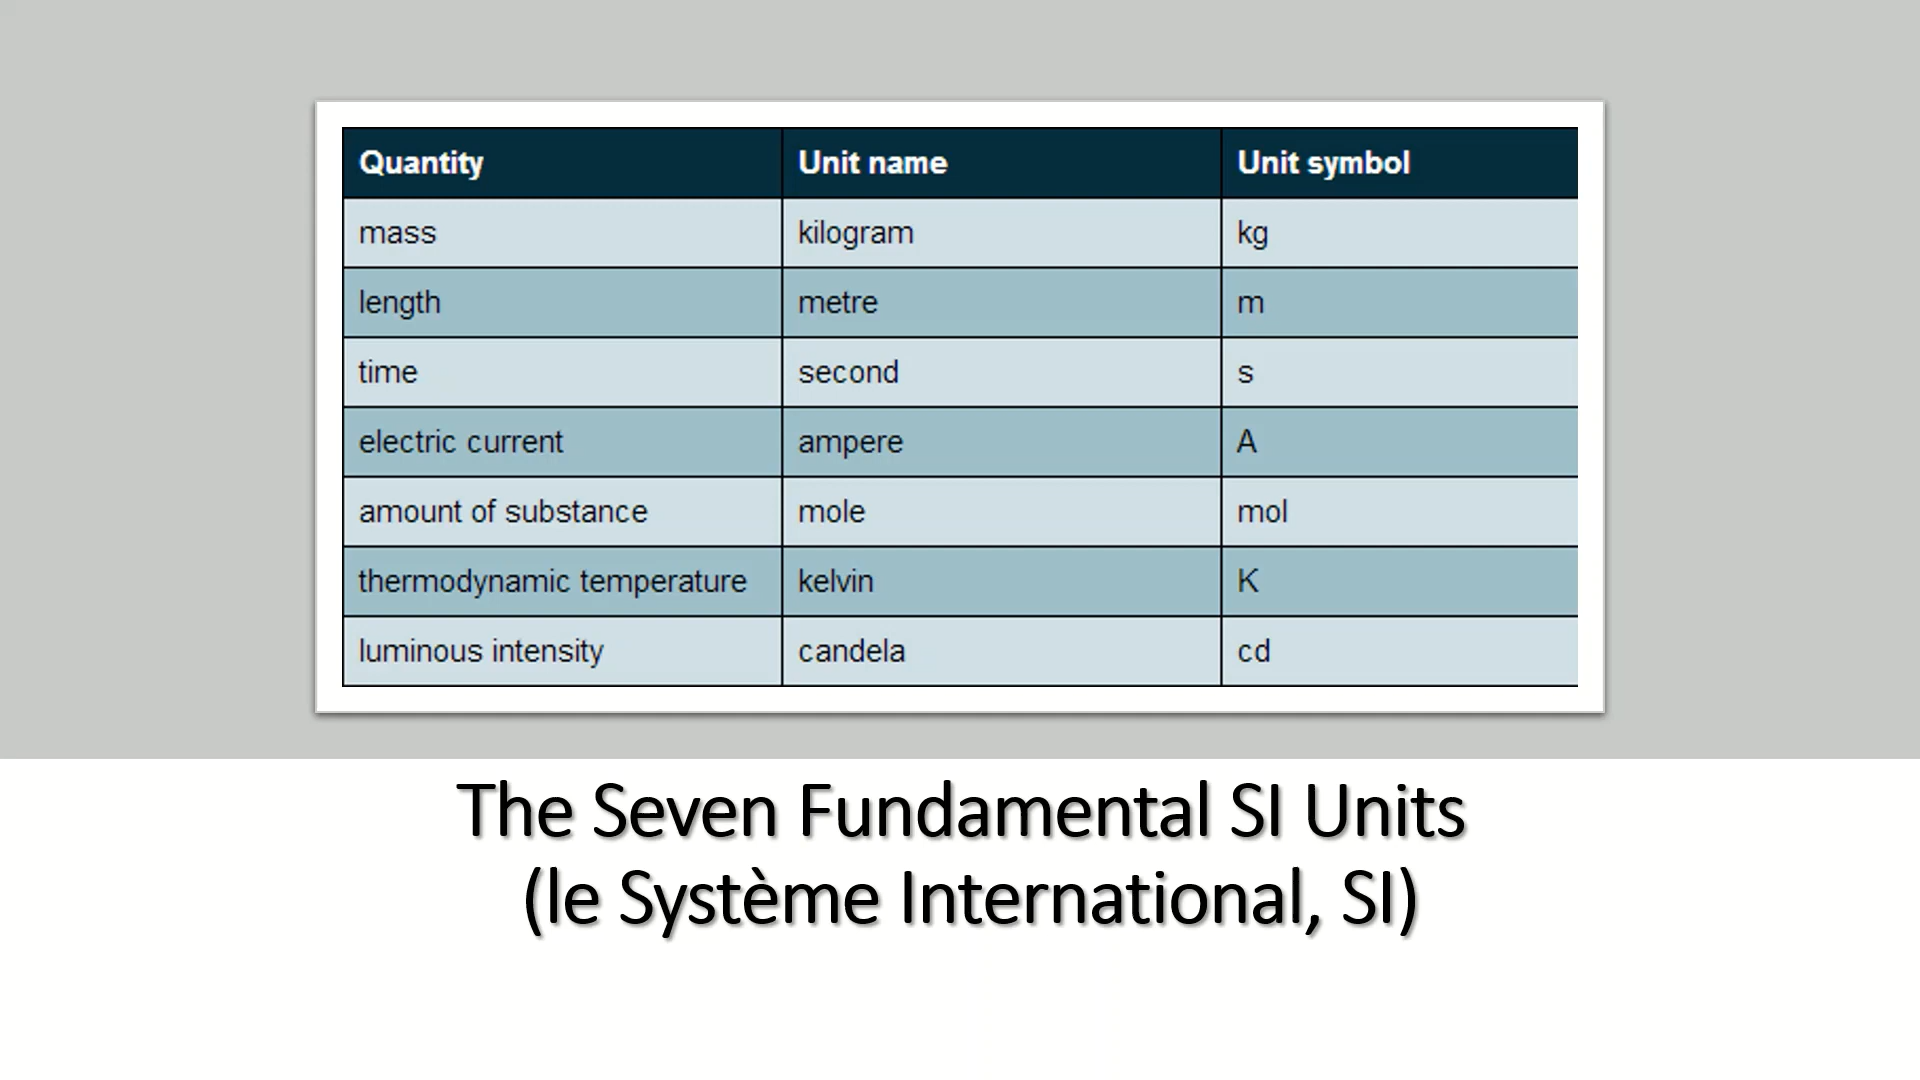 Quantity Unit name Unit symbol
mass kilogram kg
length metre m
time second s
electric current ampere A
amount of substance mole mol
thermodynamic temperature kelvin K
luminous intensity candela cd
The Seven Fundamental SI Units
(le Système International, SI)